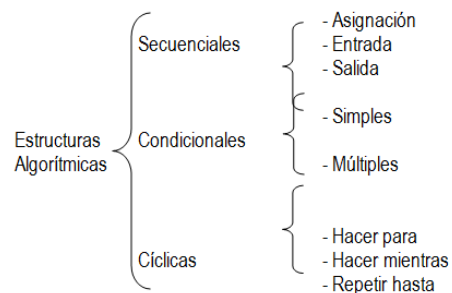 Estructuras
Algorítmicas
Secuenciales
- Asignación
- Entrada
- Salida
Condicionales
- Simples
- Múltiples
Cíclicas
- Hacer para
- Hacer mientras
- Repetir hasta